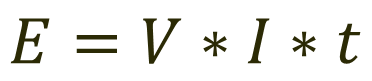 E = V * I * t